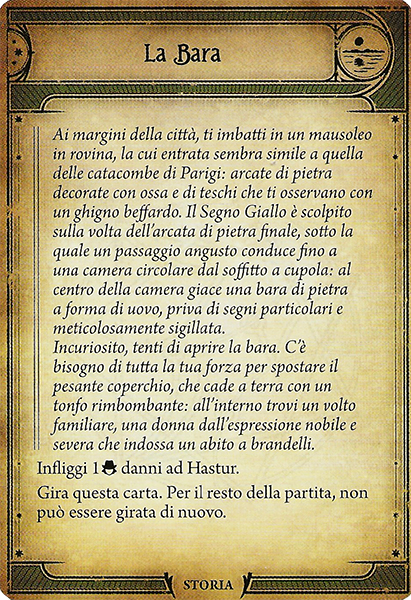 La Bara
Ai margini della città, ti imbatti in un mausoleo
in rovina, la cui entrata sembra simile a quella
delle catacombe di Parigi: arcate di pietra
decorate con ossa e di teschi che ti osservano con
un ghigno beffardo. Il Segno Giallo è scolpito
sulla volta dell'arcata di pietra finale, sotto la
quale un passaggio angusto conduce fino a
una camera circolare dal soffitto a cupola: al
centro della camera giace una bara di pietra
a forma di uovo, priva di segni particolari e
meticolosamente sigillata.
Incuriosito, tenti di aprire la bara. C'è
bisogno di tutta la tua forza per spostare il
pesante coperchio, che cade a terra con un
tonfo rimbombante: all'interno trovi un volto
familiare, una donna dall'espressione nobile e
severa che indossa un abito a brandelli.
Infliggi 1 danni ad Hastur.
Gira questa carta. Per il resto della partita, non
può essere girata di nuovo.
STORIA